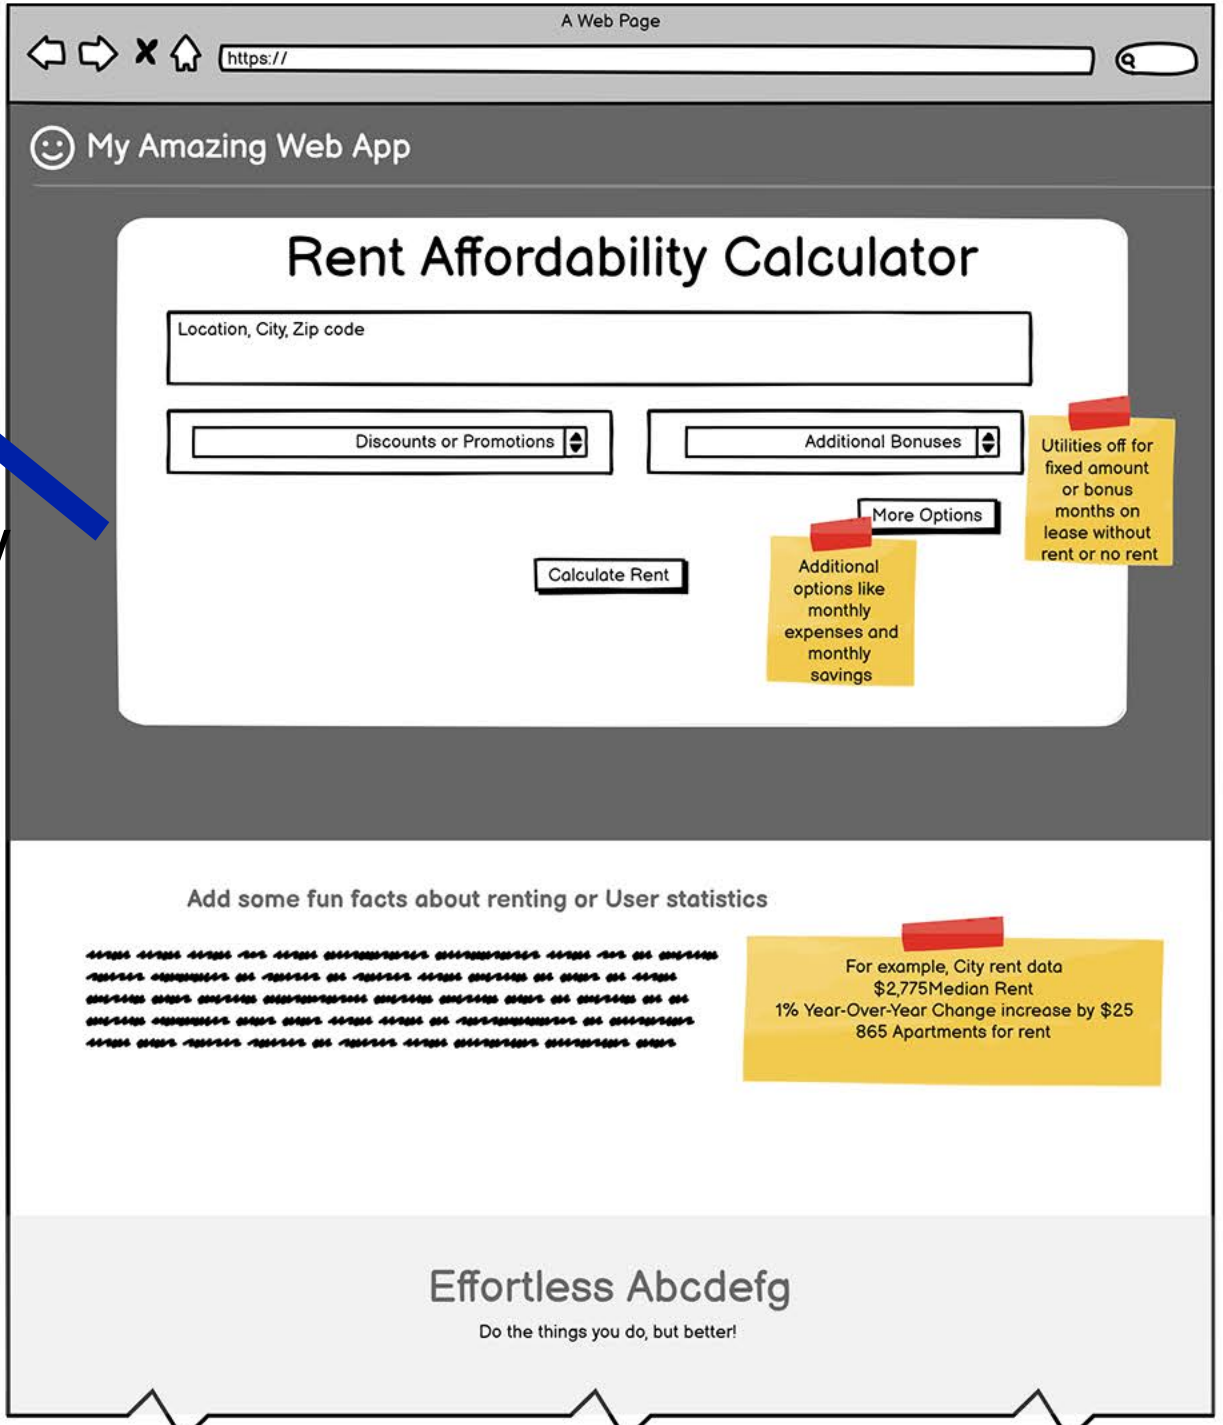 A Web Page
https://
My Amazing Web App
Rent Affordability Calculator
Location, City, Zip code
Discounts or Promotions
Additional Bonuses
Utilities off for
fixed amount
or bonus
months on
lease without
rent or no rent
More Options
Calculate Rent
Additional
options like
monthly
expenses and
monthly
savings
Add some fun facts about renting or User statistics
For example, City rent data
$2,775Median Rent
1% Year-Over-Year Change increase by $25
865 Apartments for rent
Effortless Abcdefg
Do the things you do, but better!